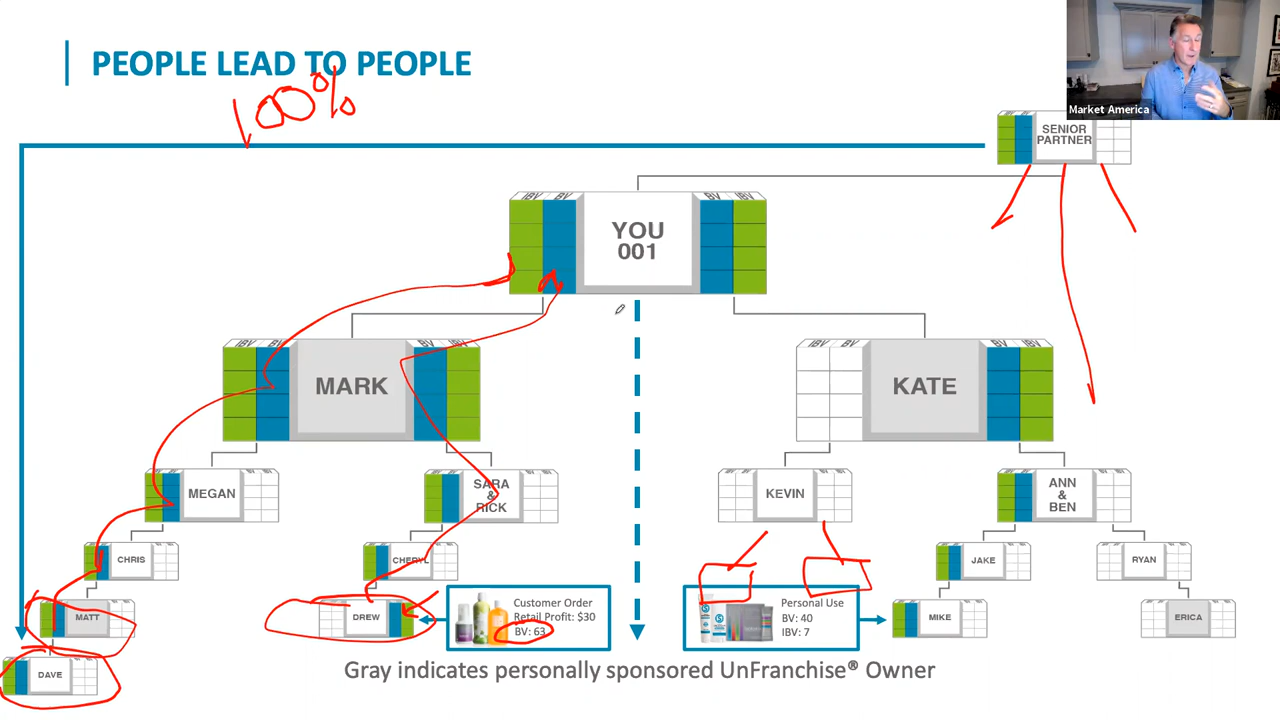 PEOPLE LEAD TO PEOPLE
100%
Market America
SENIOR
PARTNER
IBV BV BV IBV
YOU
001
IBV BV BV IBV
MARK
IBV BV BV IBV
KATE
MEGAN
SARA
&
RICK
KEVIN
ANN
&
BEN
CHRIS
CHERYL
JAKE
RYAN
MATT
DREW
Customer Order
Retail Profit: $30
BV: 63
Personal Use
BV: 40
IBV: 7
MIKE
ERICA
DAVE
Gray indicates personally sponsored UnFranchise® Owner